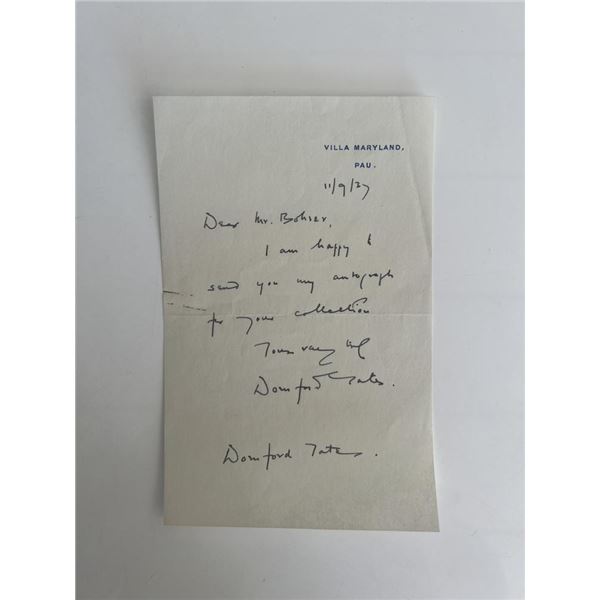 VILLA MARYLAND,
PAU.
11/9/27
Dear Mr. Bohrer,
I am happy to
send you my autograph
for your collection
Yours very truly
Dornford Yates.
Dornford Yates.